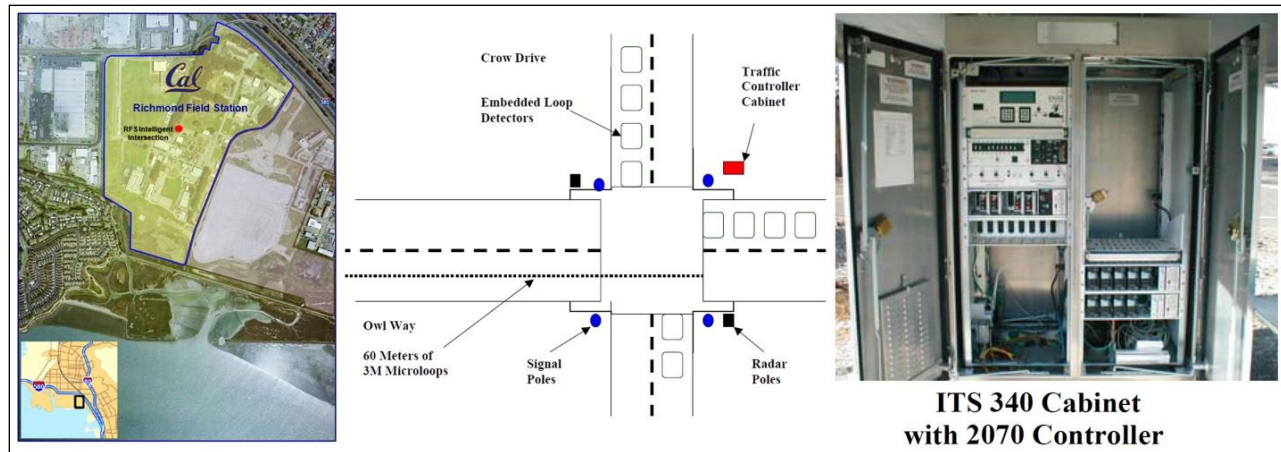 Cal
Richmond Field Station
RFS Intelligent
Intersection
Crow Drive
Embedded Loop
Detectors
Traffic
Controller
Cabinet
Owl Way
60 Meters of
3M Microloops
Signal
Poles
Radar
Poles
ITS 340 Cabinet
with 2070 Controller